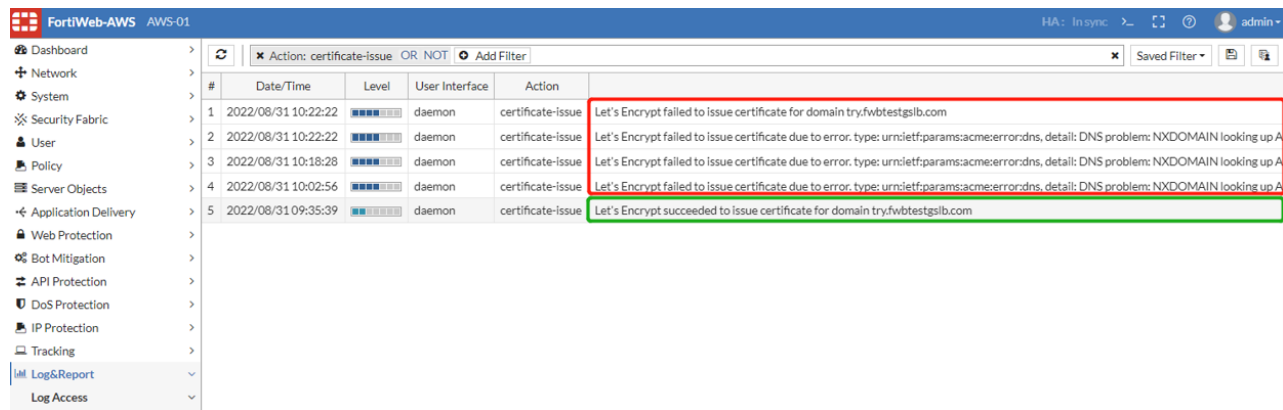 FortiWeb-AWS AWS-01 HA: In sync >_ admin
Dashboard
Network
System
Security Fabric
User
Policy
Server Objects
Application Delivery
Web Protection
Bot Mitigation
API Protection
DoS Protection
IP Protection
Tracking
Log&Report
Log Access
Action: certificate-issue OR NOT Add Filter Saved Filter
# Date/Time Level User Interface Action
1 2022/08/31 10:22:22 daemon certificate-issue Let's Encrypt failed to issue certificate for domain try.fwbtestgslb.com
2 2022/08/31 10:22:22 daemon certificate-issue Let's Encrypt failed to issue certificate due to error. type: urn:ietf:params:acme:error:dns, detail: DNS problem: NXDOMAIN looking up A
3 2022/08/31 10:18:28 daemon certificate-issue Let's Encrypt failed to issue certificate due to error. type: urn:ietf:params:acme:error:dns, detail: DNS problem: NXDOMAIN looking up A
4 2022/08/31 10:02:56 daemon certificate-issue Let's Encrypt failed to issue certificate due to error. type: urn:ietf:params:acme:error:dns, detail: DNS problem: NXDOMAIN looking up A
5 2022/08/31 09:35:39 daemon certificate-issue Let's Encrypt succeeded to issue certificate for domain try.fwbtestgslb.com